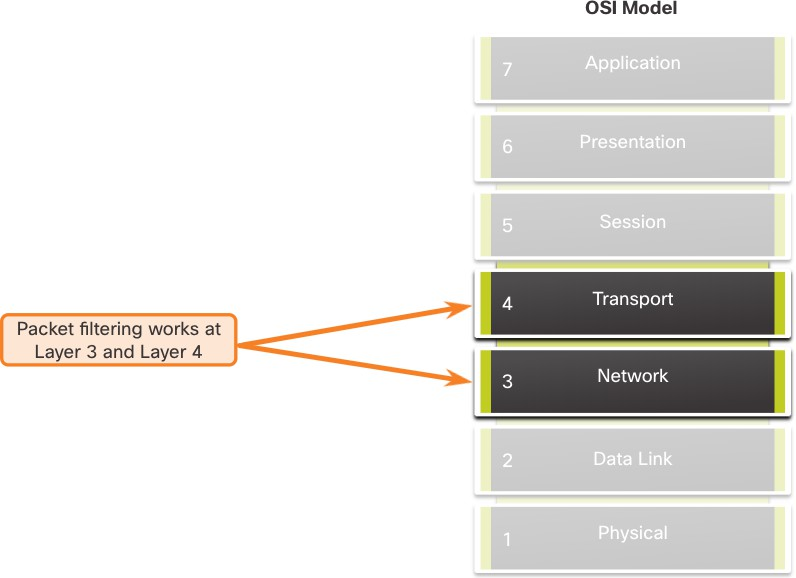 OSI Model
7 Application
6 Presentation
5 Session
4 Transport
Packet filtering works at
Layer 3 and Layer 4
3 Network
2 Data Link
1 Physical